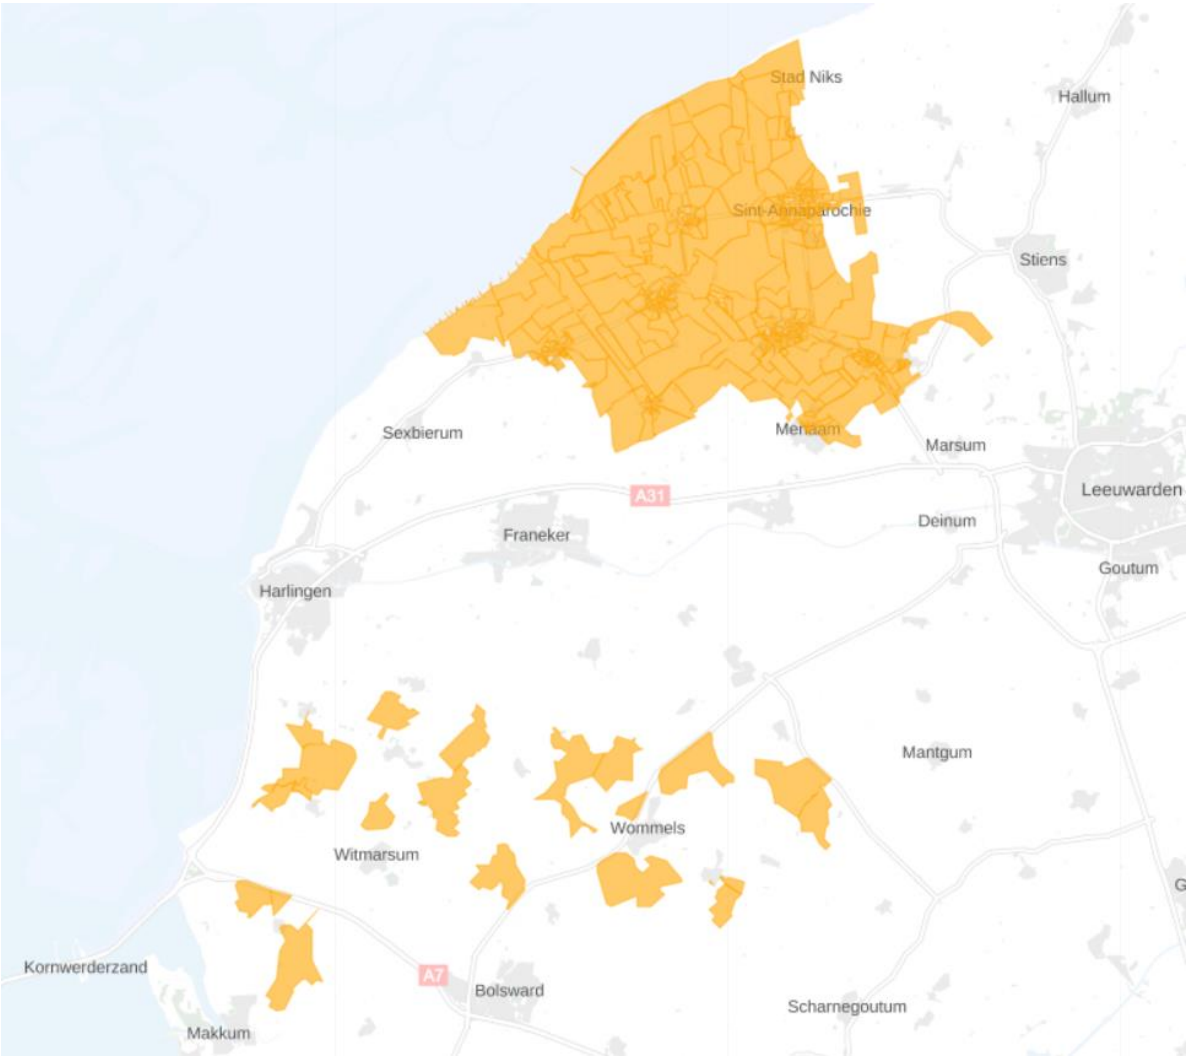 Stad Niks
Hallum
Sint-Annaparochie
Stiens
Sexbierum
Menaam
Marsum
Leeuwarden
A31
Deinum
Franeker
Goutum
Harlingen
Mantgum
Wommels
Witmarsum
G
Kornwerderzand
A7
Bolsward
Scharnegoutum
Makkum